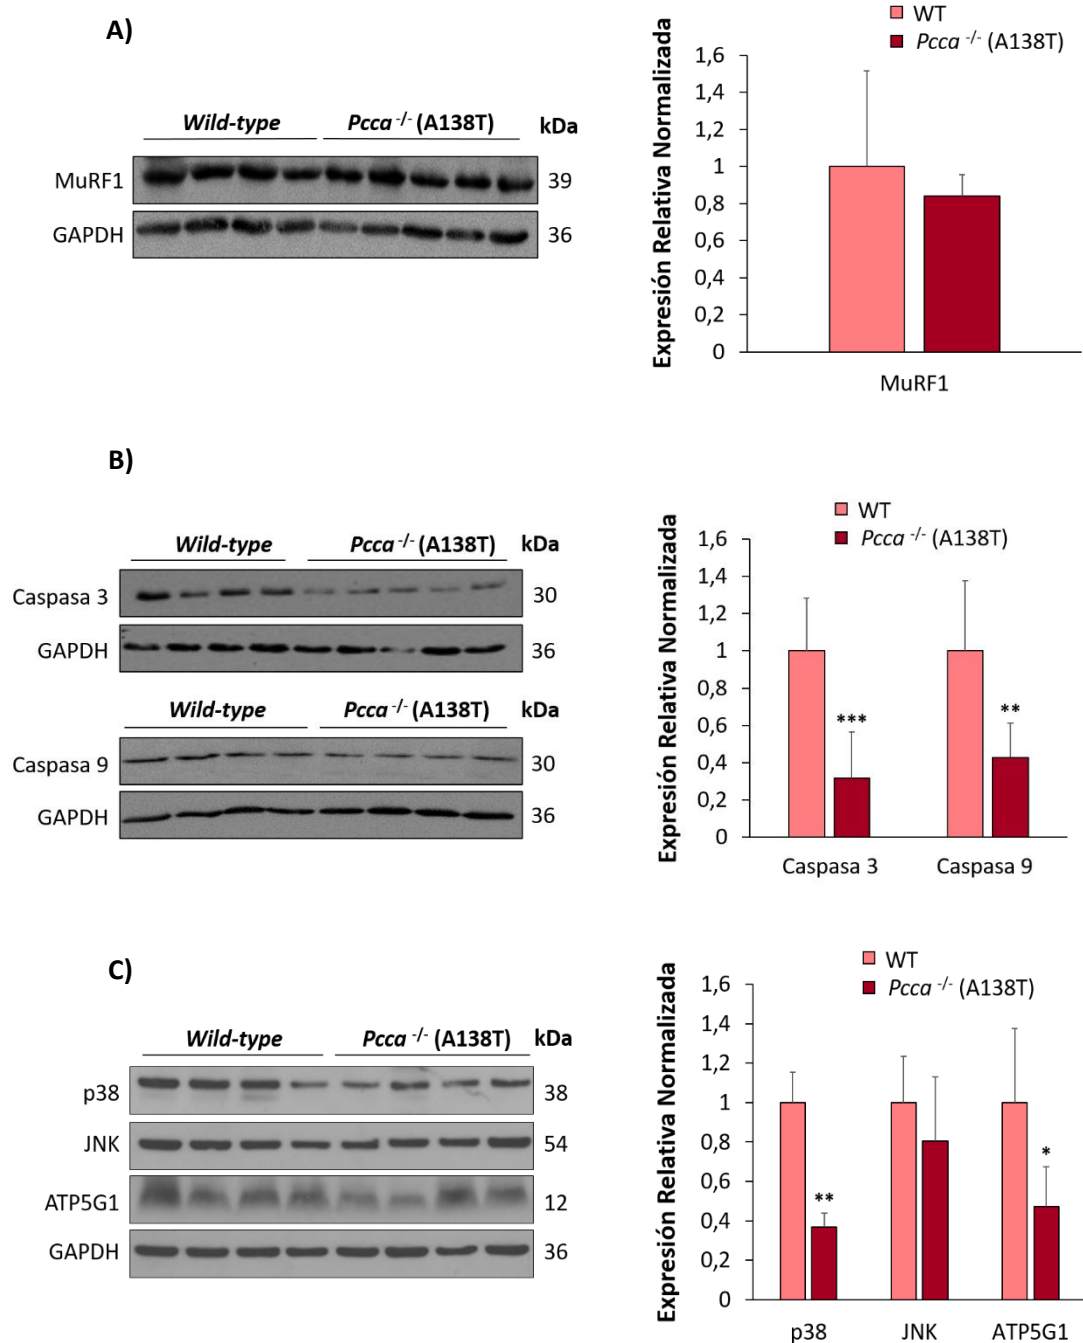 A)
Wild-type Pcca -/- (A138T) kDa
MuRF1 39
GAPDH 36
WT
Pcca -/- (A138T)
Expresión Relativa Normalizada
1,6
1,4
1,2
1
0,8
0,6
0,4
0,2
0
MuRF1
B)
Wild-type Pcca -/- (A138T) kDa
Caspasa 3 30
GAPDH 36
Wild-type Pcca -/- (A138T) kDa
Caspasa 9 30
GAPDH 36
WT
Pcca -/- (A138T)
Expresión Relativa Normalizada
1,6
1,4
1,2
1
0,8
0,6
0,4
0,2
0
*** **
Caspasa 3 Caspasa 9
C)
Wild-type Pcca -/- (A138T) kDa
p38 38
JNK 54
ATP5G1 12
GAPDH 36
WT
Pcca -/- (A138T)
Expresión Relativa Normalizada
1,6
1,4
1,2
1
0,8
0,6
0,4
0,2
0
** *
p38 JNK ATP5G1